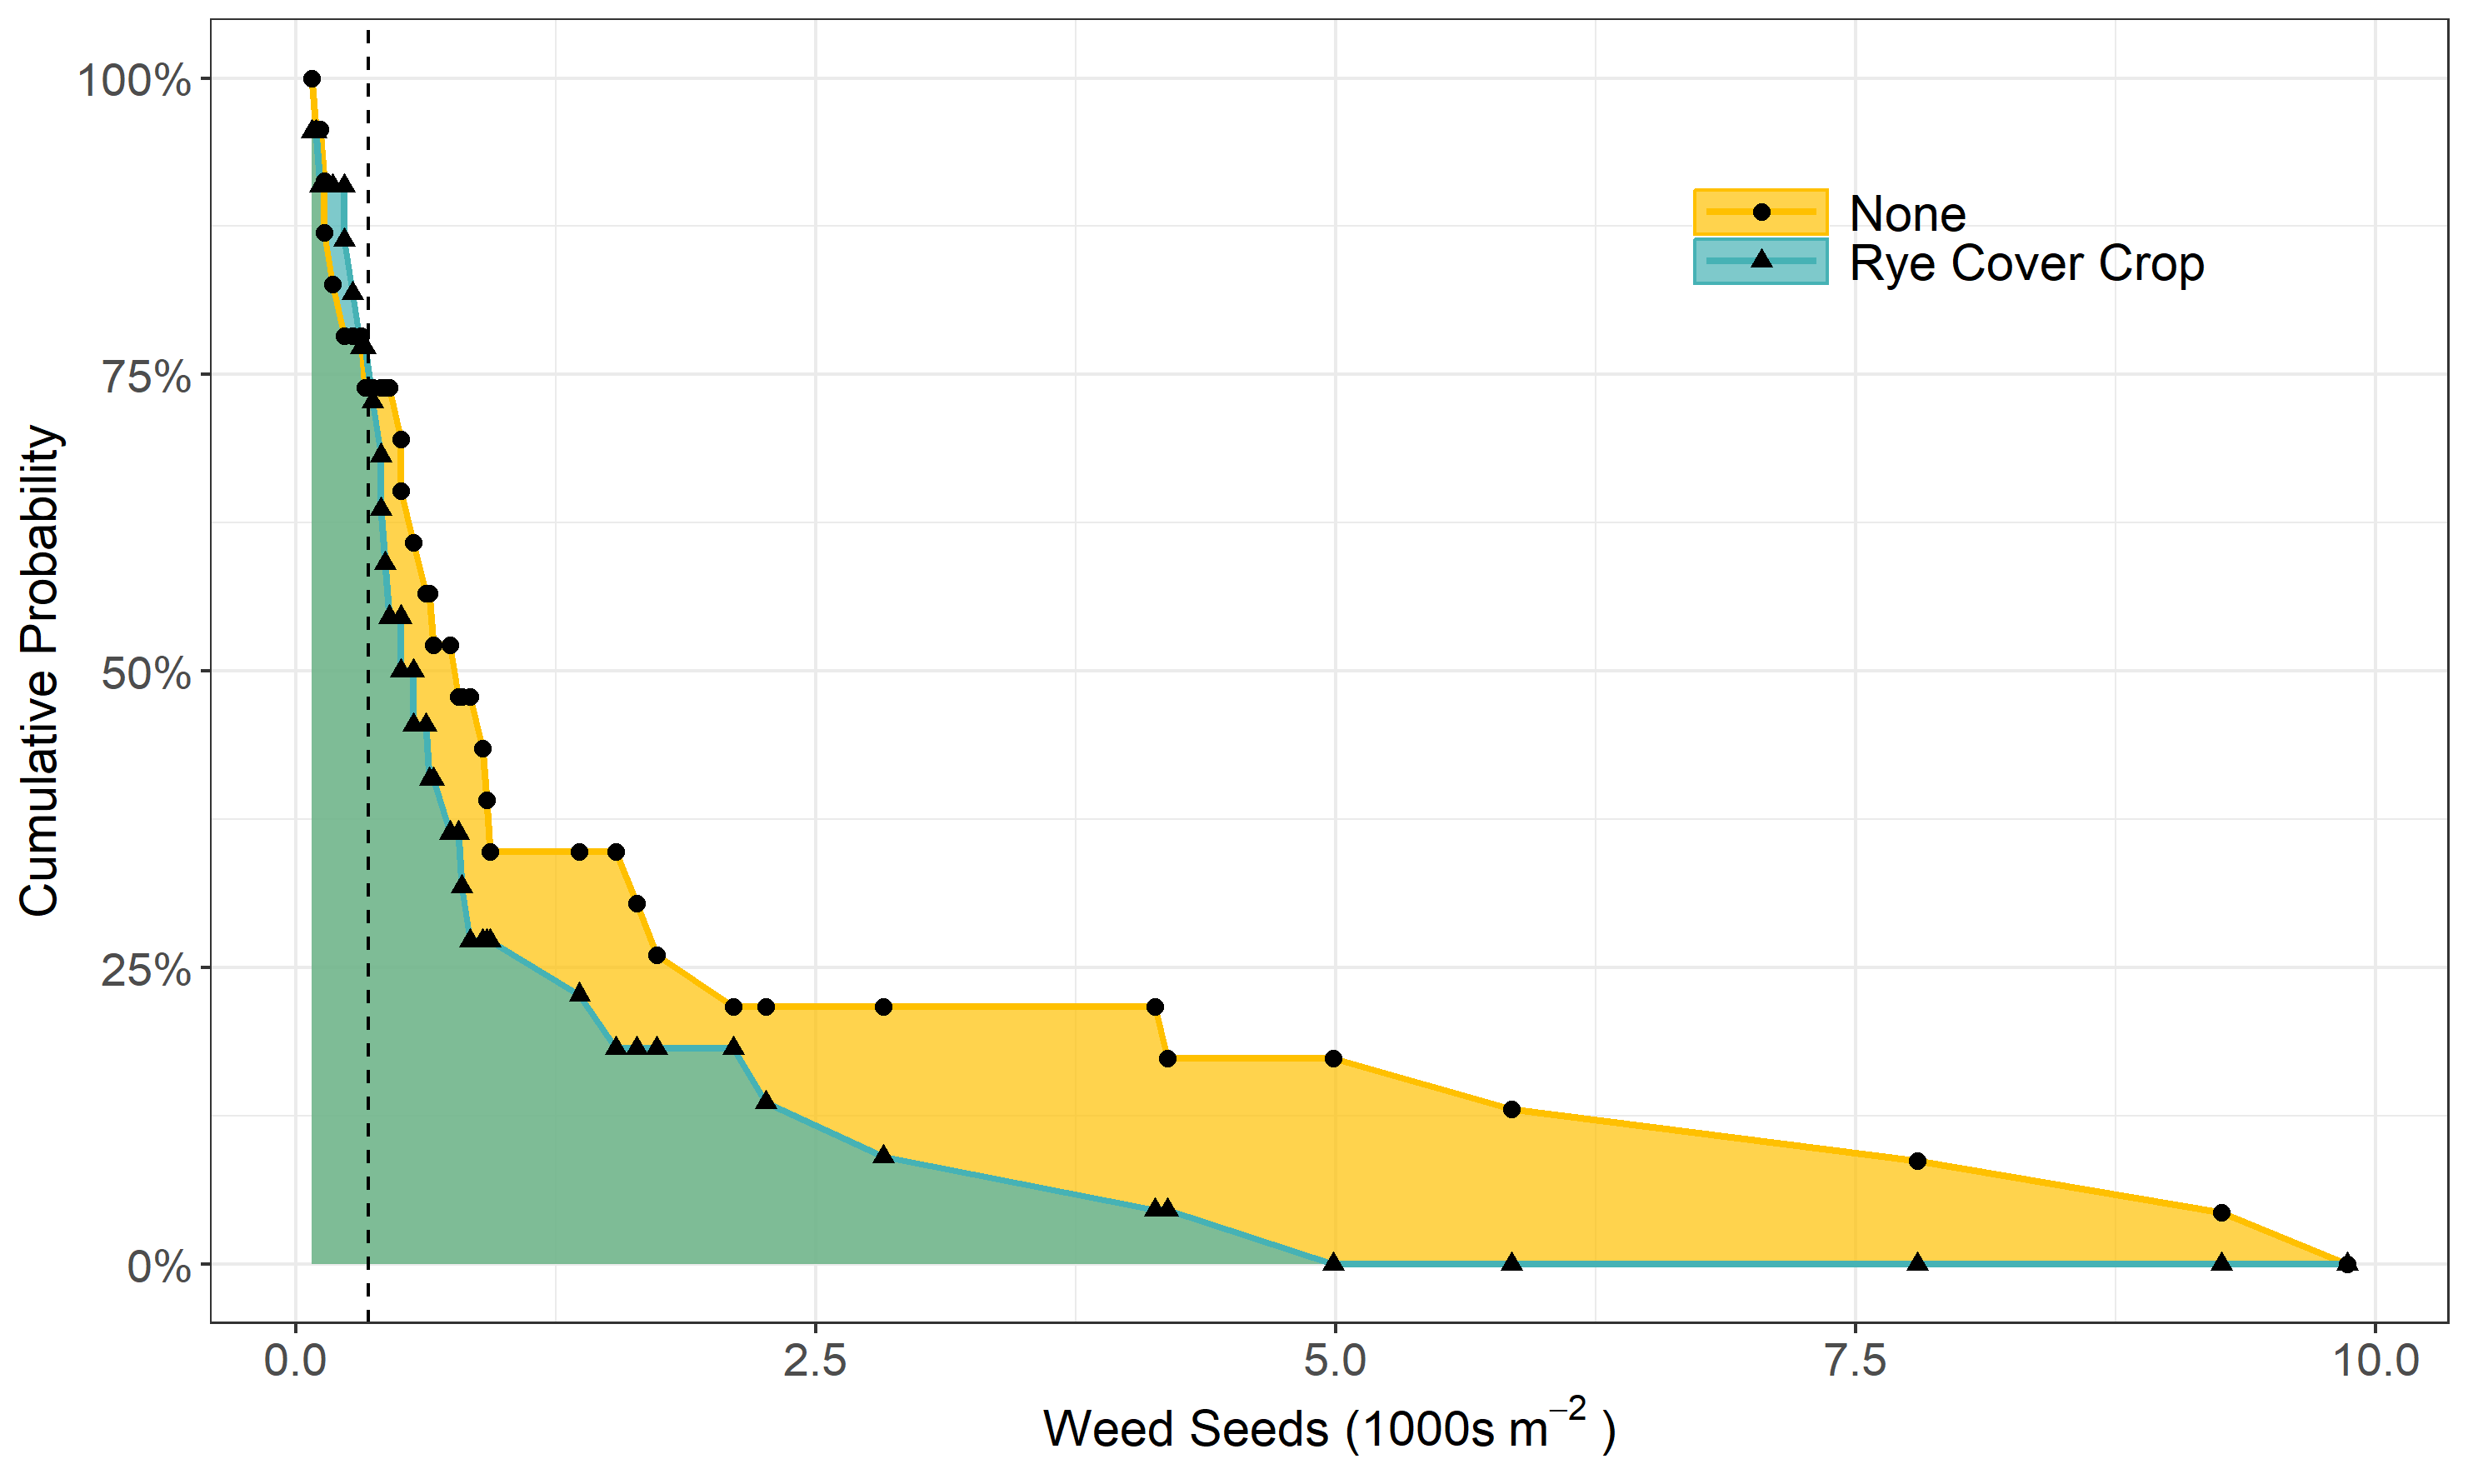 100%
75%
50%
25%
0%
Cumulative Probability
None
Rye Cover Crop
0.0 2.5 5.0 7.5 10.0
Weed Seeds (1000s m⁻² )